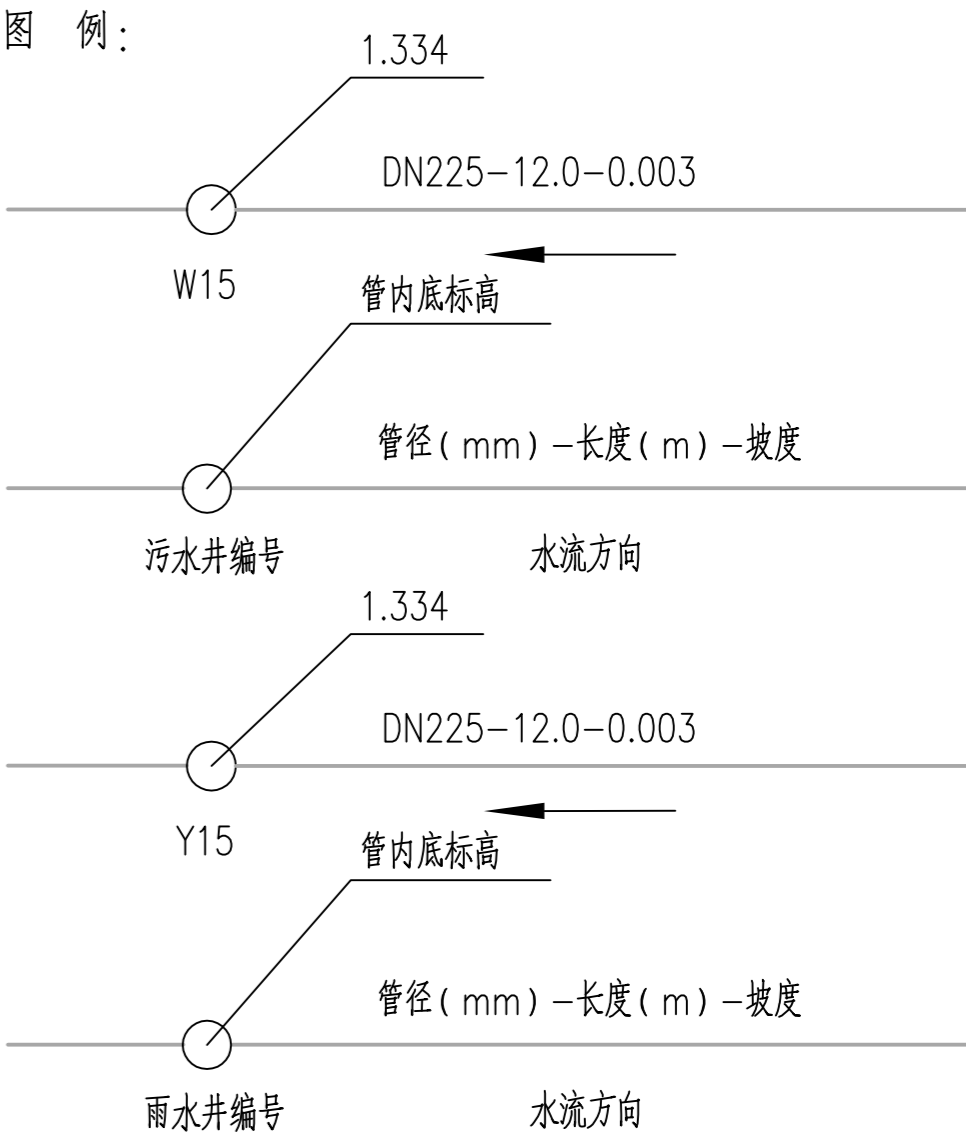 图 例:
1.334
DN225-12.0-0.003
W15
管内底标高
管径(mm)-长度(m)-坡度
污水井编号 水流方向
1.334
DN225-12.0-0.003
Y15
管内底标高
管径(mm)-长度(m)-坡度
雨水井编号 水流方向